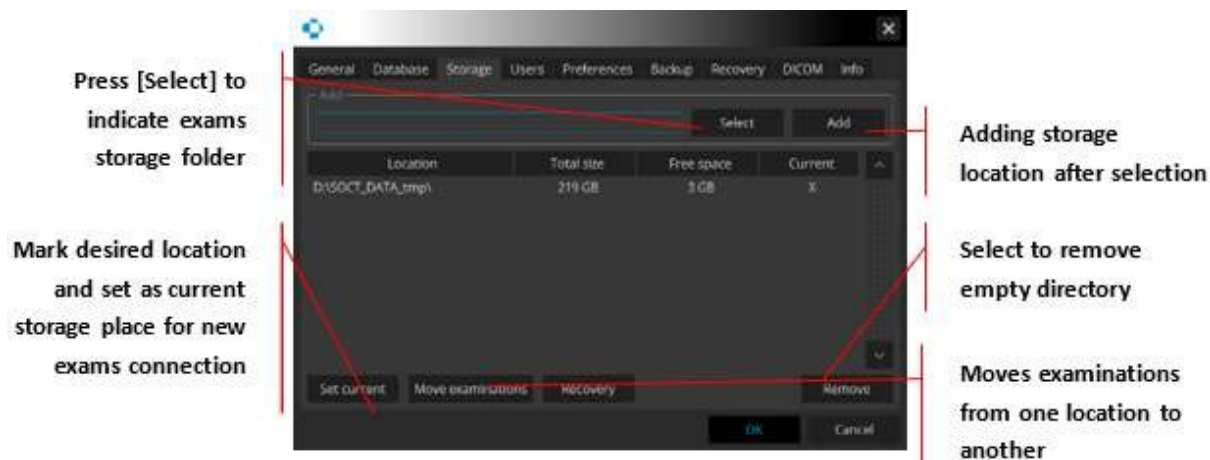 Press [Select] to
indicate exams
storage folder
Mark desired location
and set as current
storage place for new
exams connection
General Database Storage Users Preferences Backup Recovery DICOM Info
Add
Select Add
Location Total size Free space Current
D:\SOCT_DATA_tmp\ 219 GB 3 GB X
Set current Move examinations Recovery Remove
OK Cancel
Adding storage
location after selection
Select to remove
empty directory
Moves examinations
from one location to
another